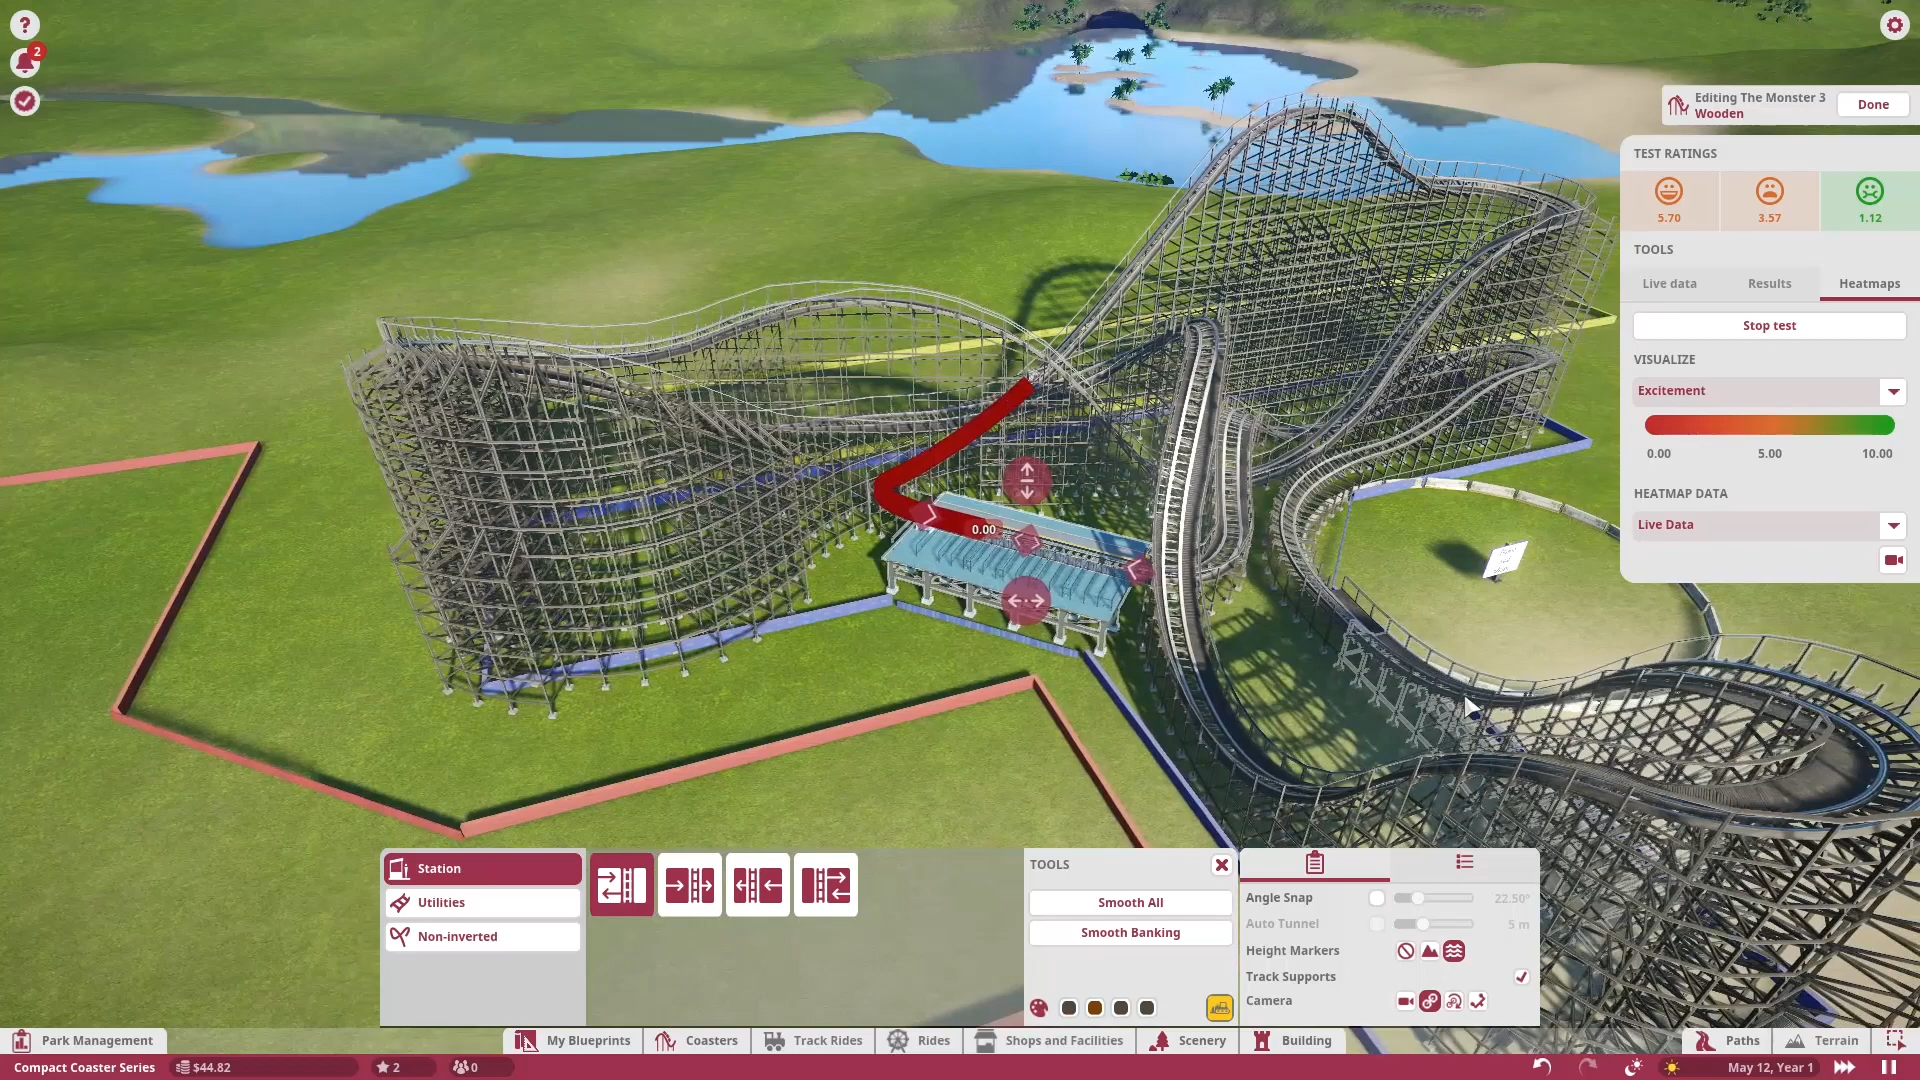 ?
2
Editing The Monster 3
Wooden
Done
TEST RATINGS
5.70
3.57
1.12
TOOLS
Live data
Results
Heatmaps
Stop test
VISUALIZE
Excitement
0.00
5.00
10.00
HEATMAP DATA
Live Data
0.00
Station
Utilities
Non-inverted
TOOLS
Smooth All
Smooth Banking
Angle Snap
22.50°
Auto Tunnel
5 m
Height Markers
Track Supports
Camera
Park Management
My Blueprints
Coasters
Track Rides
Rides
Shops and Facilities
Scenery
Building
Paths
Terrain
Compact Coaster Series
$44.82
2
0
May 12, Year 1